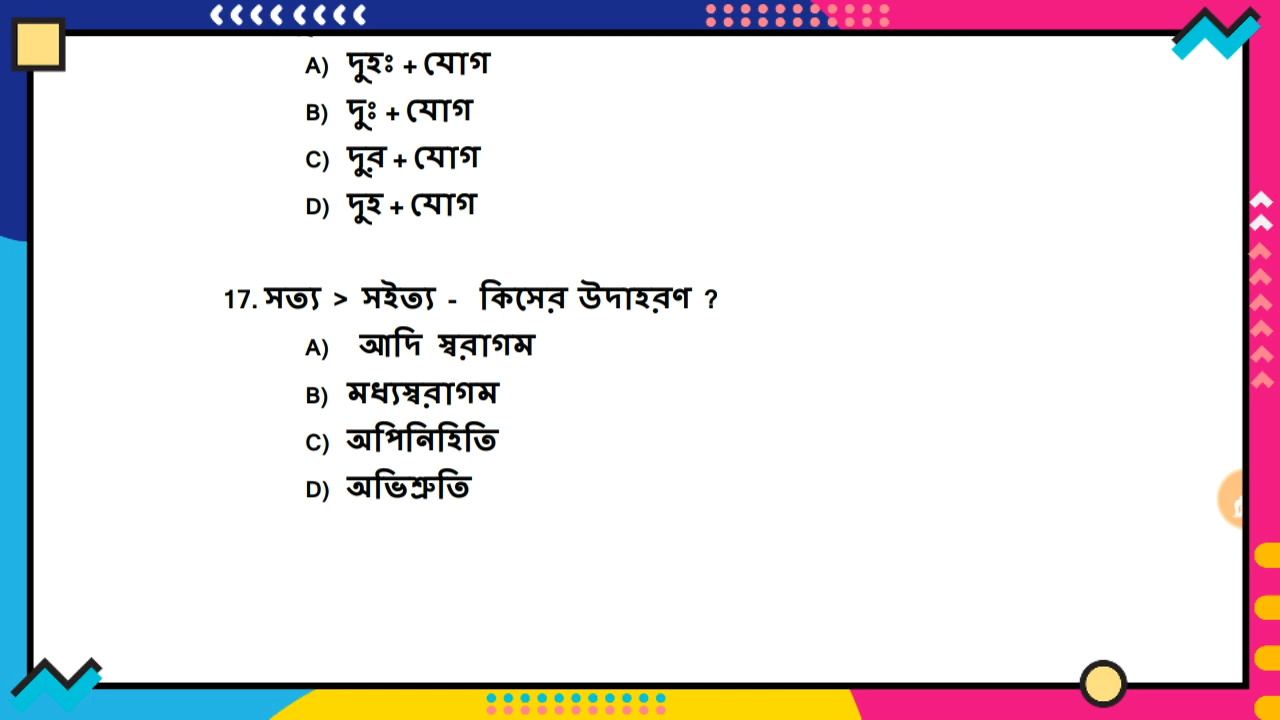 A) দুহঃ + যোগ
B) দুঃ + যোগ
C) দুর + যোগ
D) দুহ + যোগ
17. সত্য > সইত্য - কিসের উদাহরণ ?
A) আদি স্বরাগম
B) মধ্যস্বরাগম
C) অপিনিহিতি
D) অভিশ্রুতি